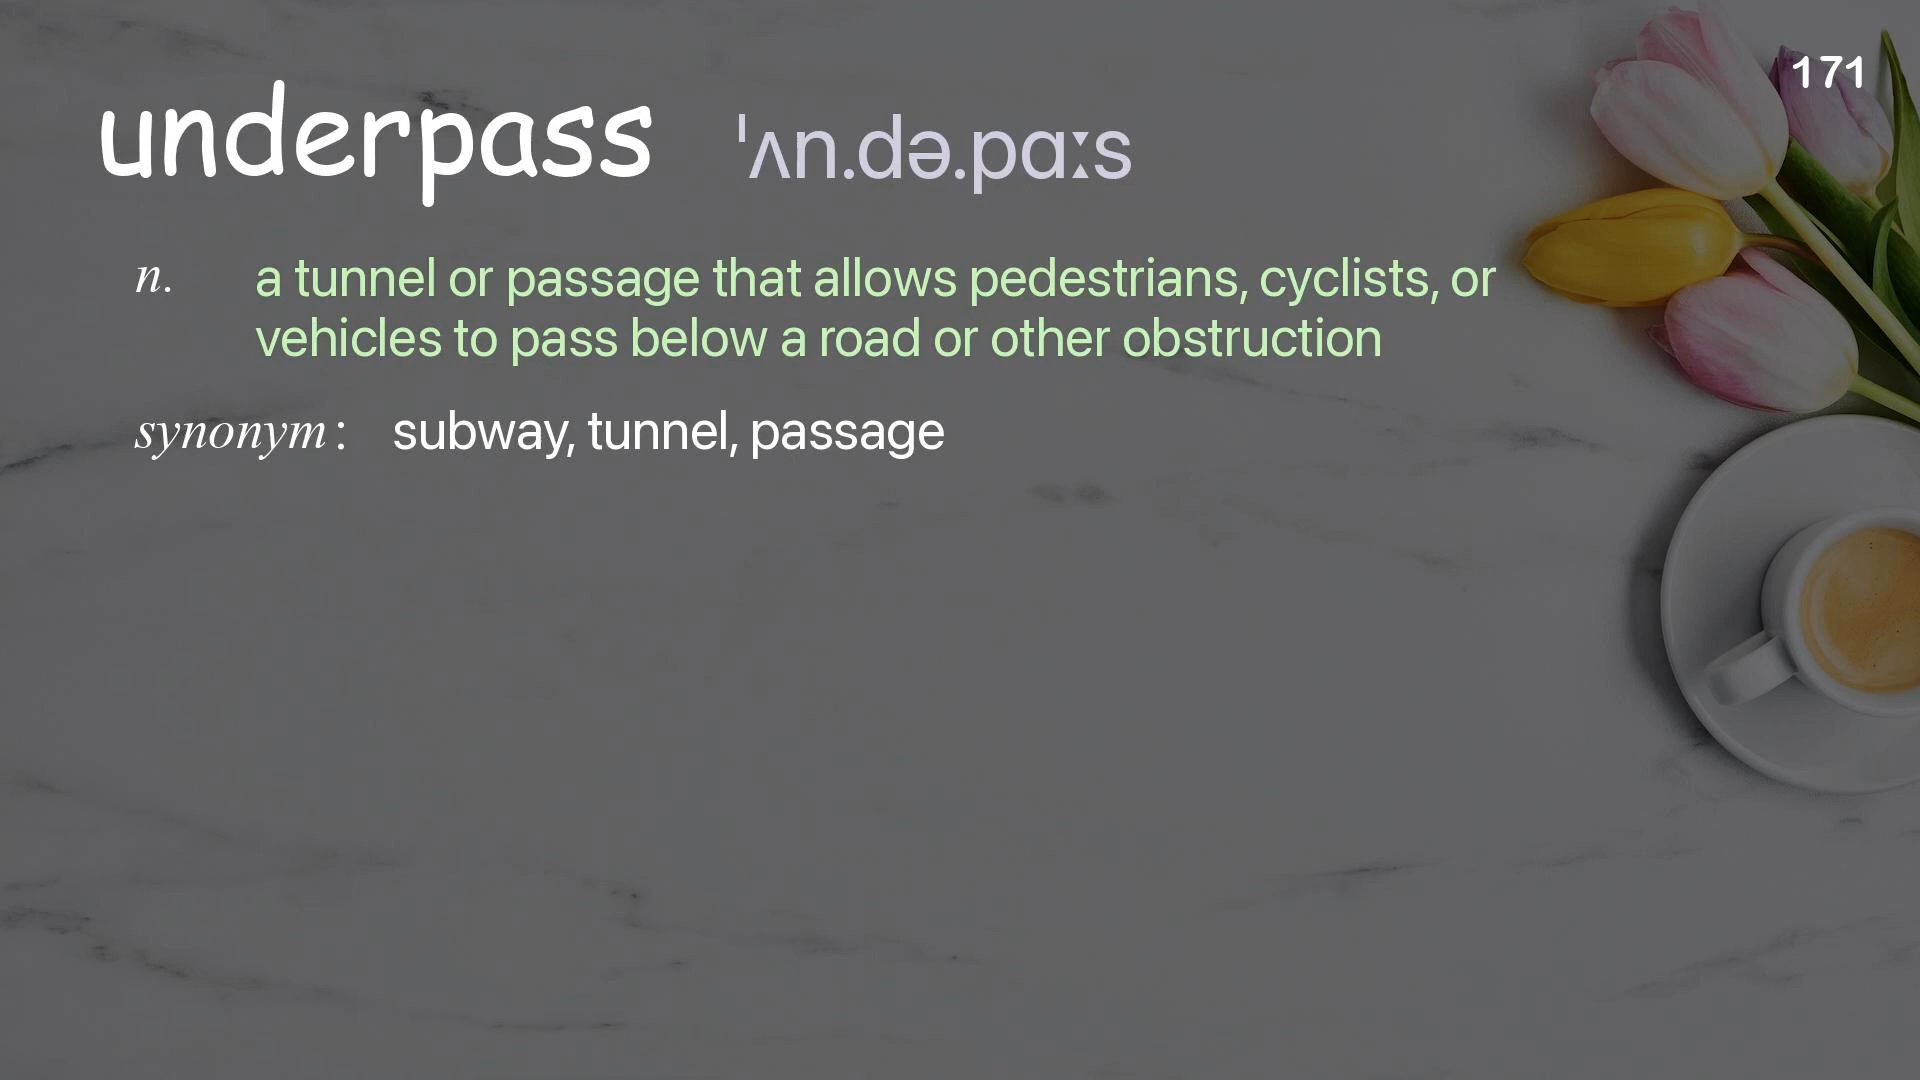 171
underpass ˈʌn.də.pɑːs
n. a tunnel or passage that allows pedestrians, cyclists, or
vehicles to pass below a road or other obstruction
synonym: subway, tunnel, passage